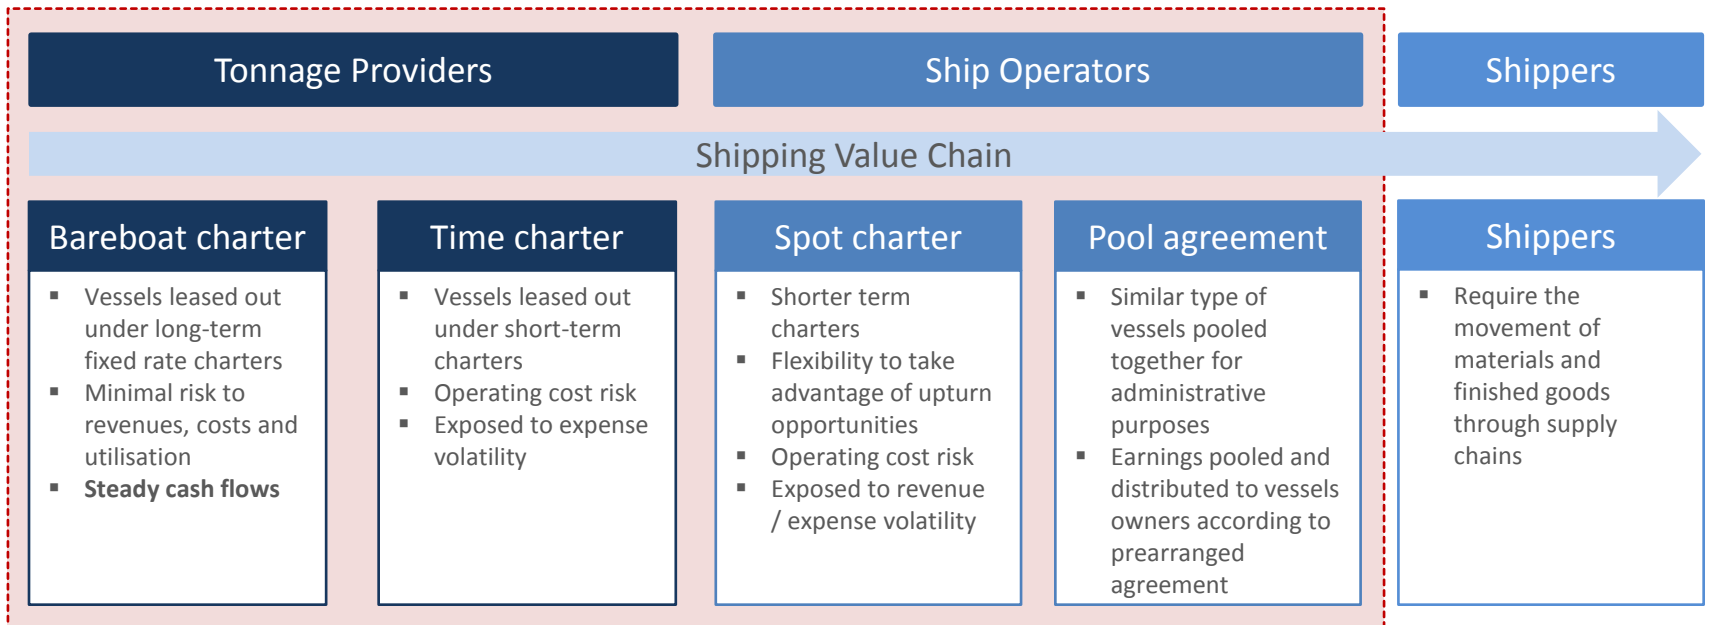 Tonnage Providers
Ship Operators
Shippers
Shipping Value Chain
Bareboat charter
▪ Vessels leased out
under long-term
fixed rate charters
▪ Minimal risk to
revenues, costs and
utilisation
▪ Steady cash flows
Time charter
▪ Vessels leased out
under short-term
charters
▪ Operating cost risk
▪ Exposed to expense
volatility
Spot charter
▪ Shorter term
charters
▪ Flexibility to take
advantage of upturn
opportunities
▪ Operating cost risk
▪ Exposed to revenue
/ expense volatility
Pool agreement
▪ Similar type of
vessels pooled
together for
administrative
purposes
▪ Earnings pooled and
distributed to vessels
owners according to
prearranged
agreement
Shippers
▪ Require the
movement of
materials and
finished goods
through supply
chains